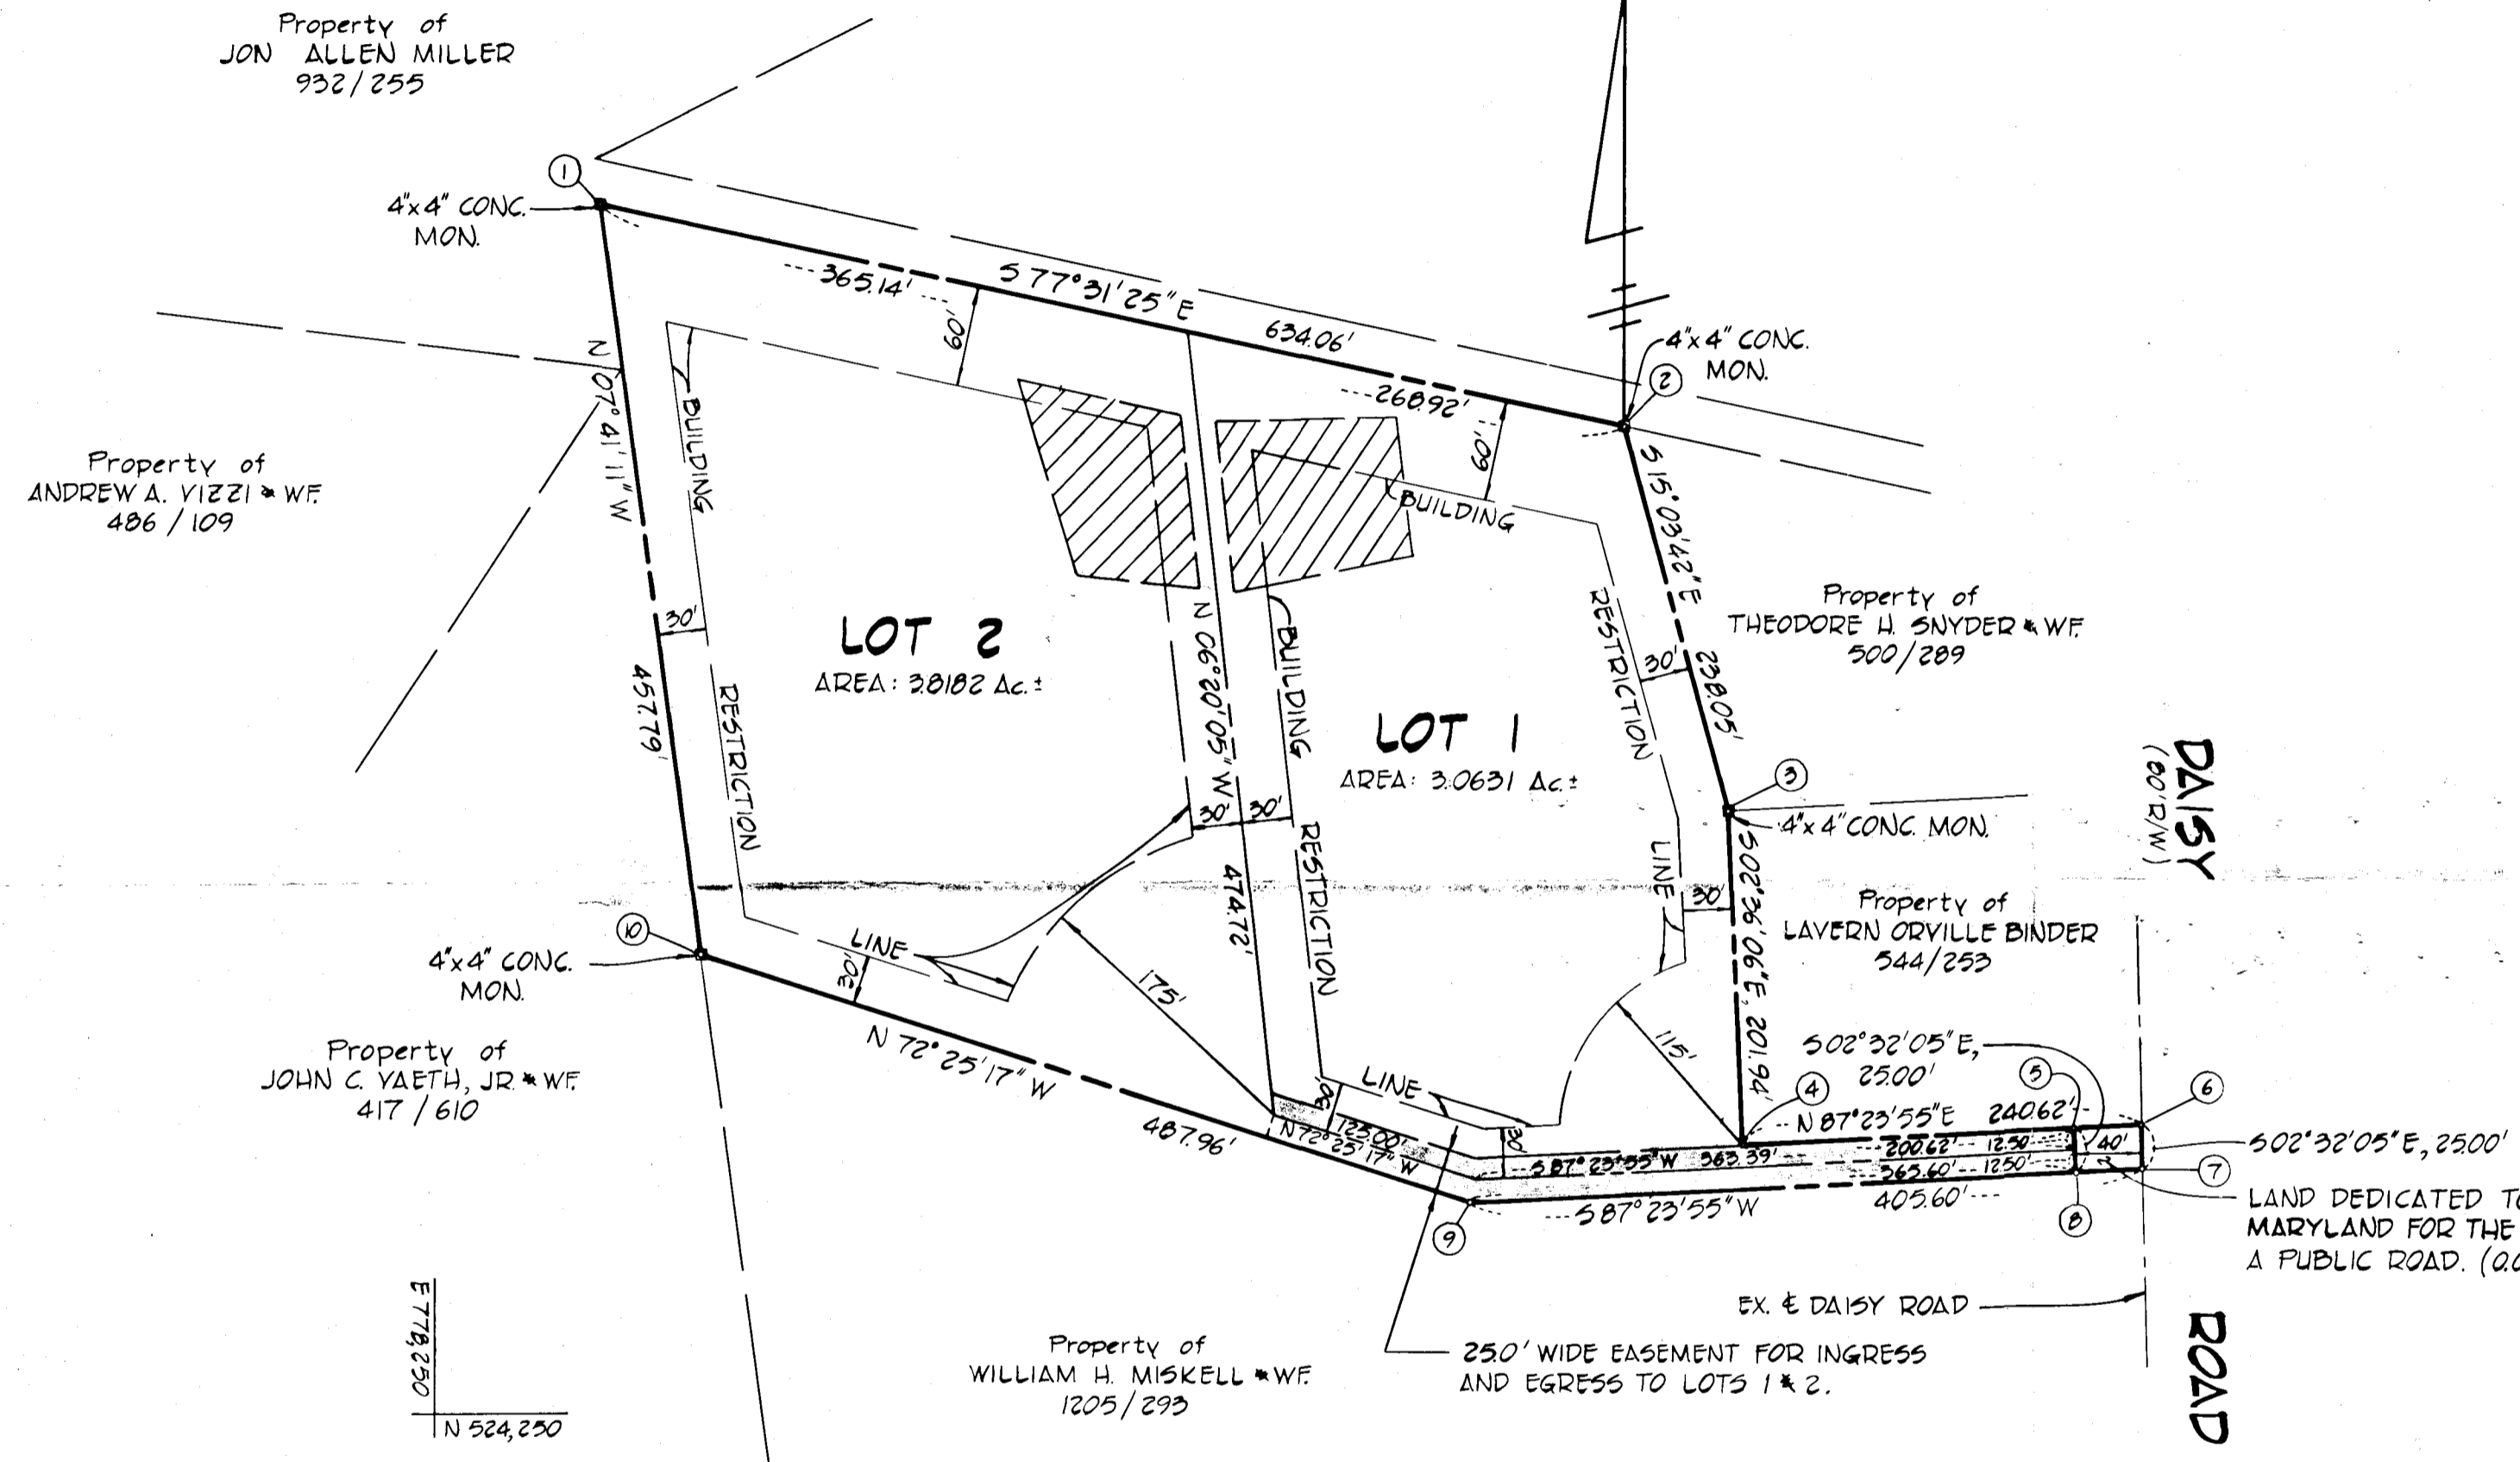 Property of
JON ALLEN MILLER
932/255
1
4"x4" CONC.
MON.
---365.14'---
S 77°31'25" E
634.06'
60'
---268.92'---
60'
4"x4" CONC.
MON.
2
N 07°41'11" W
457.79'
BUILDING
RESTRICTION
30'
Property of
ANDREW A. VIZZI & WF.
486 / 109
LOT 2
AREA: 3.8182 Ac.±
N 06°20'05" W
474.72'
30'
30'
BUILDING
RESTRICTION
BUILDING
RESTRICTION
LINE
LOT 1
AREA: 3.0631 Ac.±
S 15°03'42" E
238.05'
30'
Property of
THEODORE H. SNYDER & WF.
500/289
3
4"x4" CONC. MON.
DAISY
(80' R/W)
S02°36'06"E, 201.94'
30'
Property of
LAVERN ORVILLE BINDER
544/253
10
4"x4" CONC.
MON.
LINE
30'
175'
115'
Property of
JOHN C. YAETH, JR. & WF.
417 / 610
N 72°25'17" W
487.96'
LINE
30'
30'
125.00'
N72°25'17"W
S02°32'05"E,
25.00'
4
5
6
--N 87°23'55"E 240.62'--
S 87°23'55"W 363.39'
200.62'-- 12.50'
365.60'-- 12.50'
40'
S02°32'05"E, 25.00'
7
---S 87°23'55"W
405.60'---
8
9
LAND DEDICATED TO
MARYLAND FOR THE
A PUBLIC ROAD.
EX. ℄ DAISY ROAD
ROAD
25.0' WIDE EASEMENT FOR INGRESS
AND EGRESS TO LOTS 1 & 2.
Property of
WILLIAM H. MISKELL & WF.
1205/293
E 778,250
N 524,250